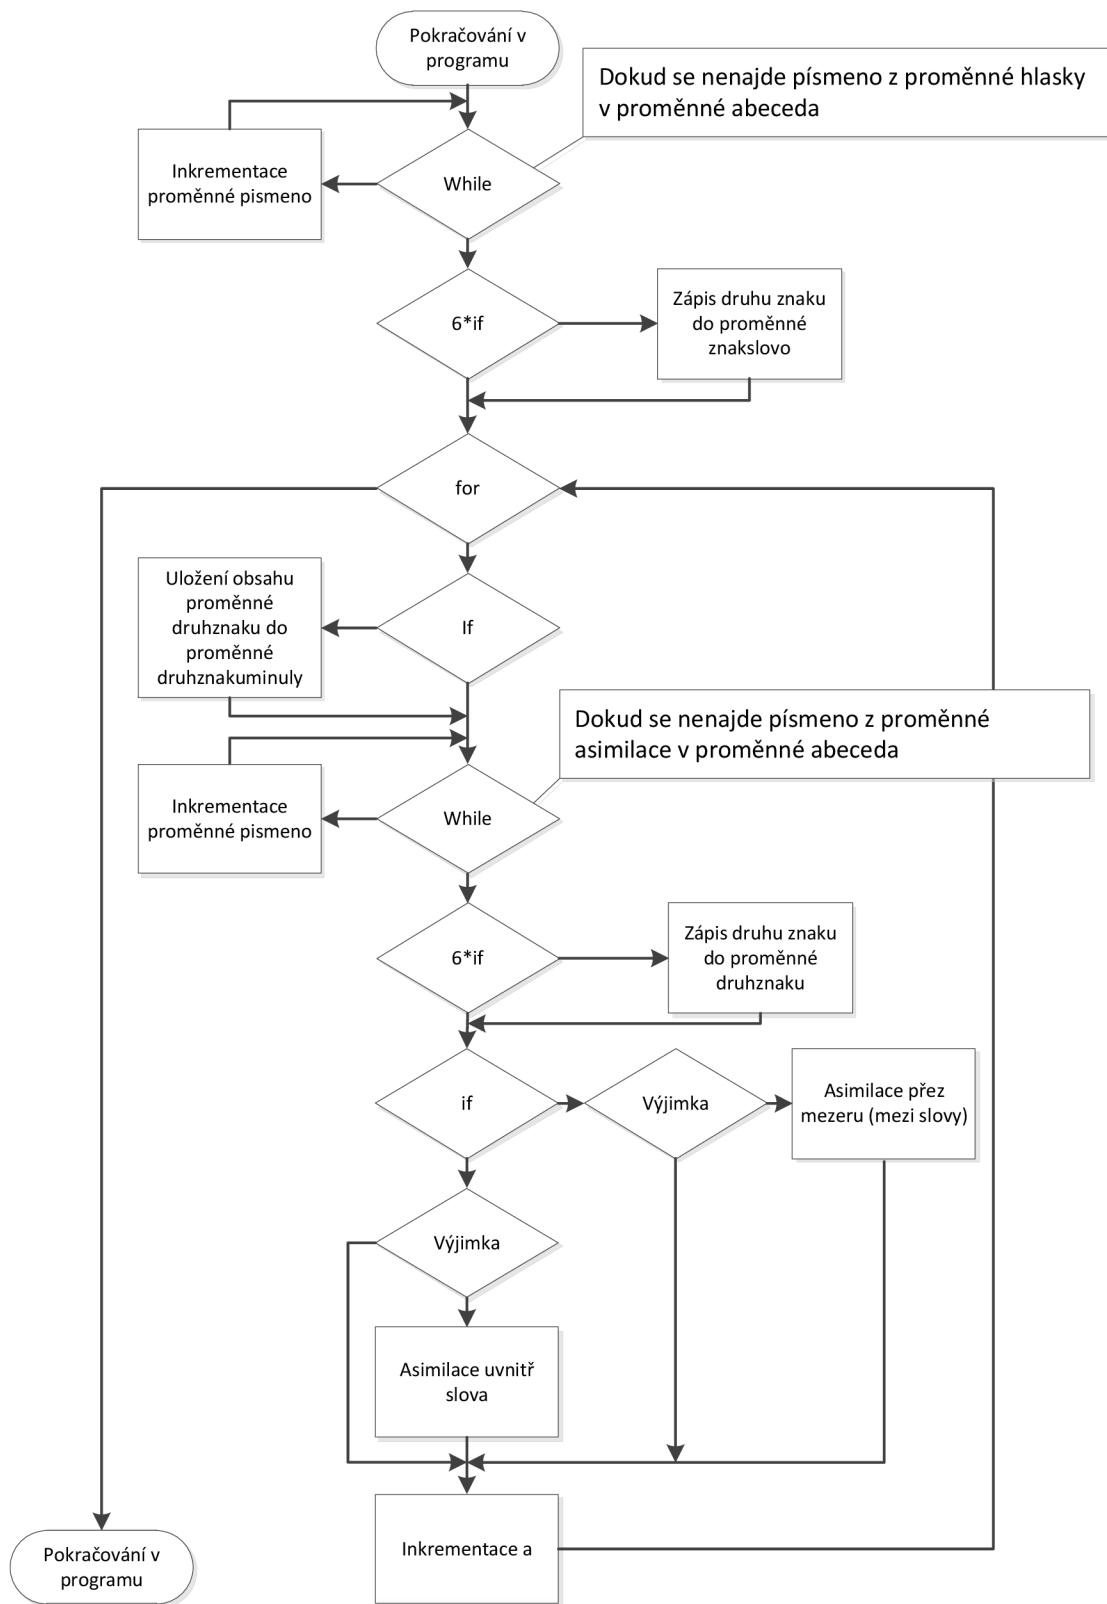 Pokračování v
programu
Dokud se nenajde písmeno z proměnné hlasky
v proměnné abeceda
Inkrementace
proměnné pismeno
While
6*if
Zápis druhu znaku
do proměnné
znakslovo
for
Uložení obsahu
proměnné
druhznaku do
proměnné
druhznakuminuly
If
Dokud se nenajde písmeno z proměnné
asimilace v proměnné abeceda
Inkrementace
proměnné pismeno
While
6*if
Zápis druhu znaku
do proměnné
druhznaku
if
Výjimka
Asimilace přez
mezeru (mezi slovy)
Výjimka
Asimilace uvnitř
slova
Inkrementace a
Pokračování v
programu